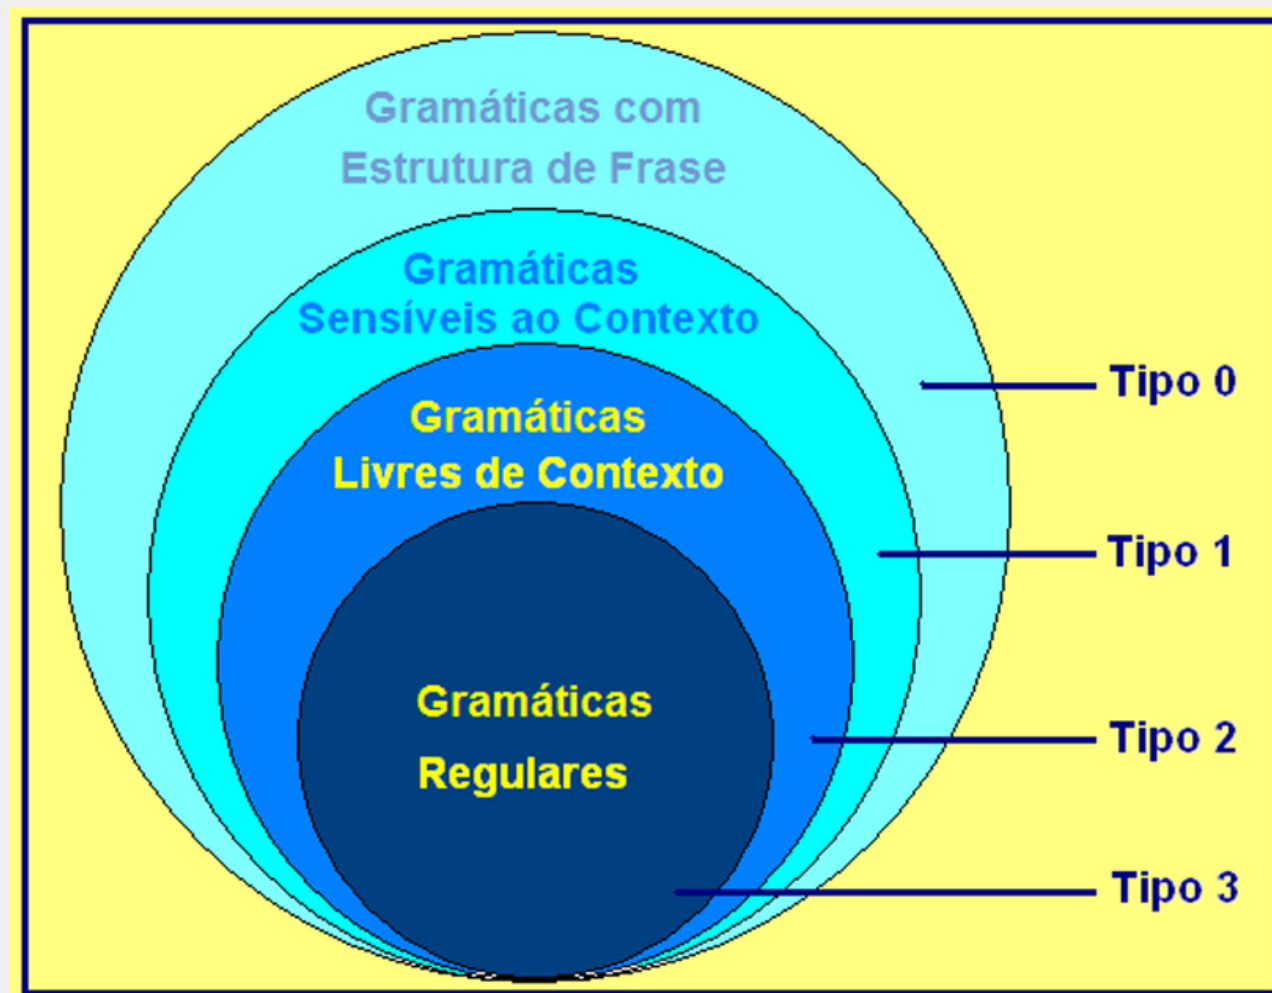 Gramáticas com
Estrutura de Frase
Gramáticas
Sensíveis ao Contexto
Gramáticas
Livres de Contexto
Gramáticas
Regulares
Tipo 0
Tipo 1
Tipo 2
Tipo 3